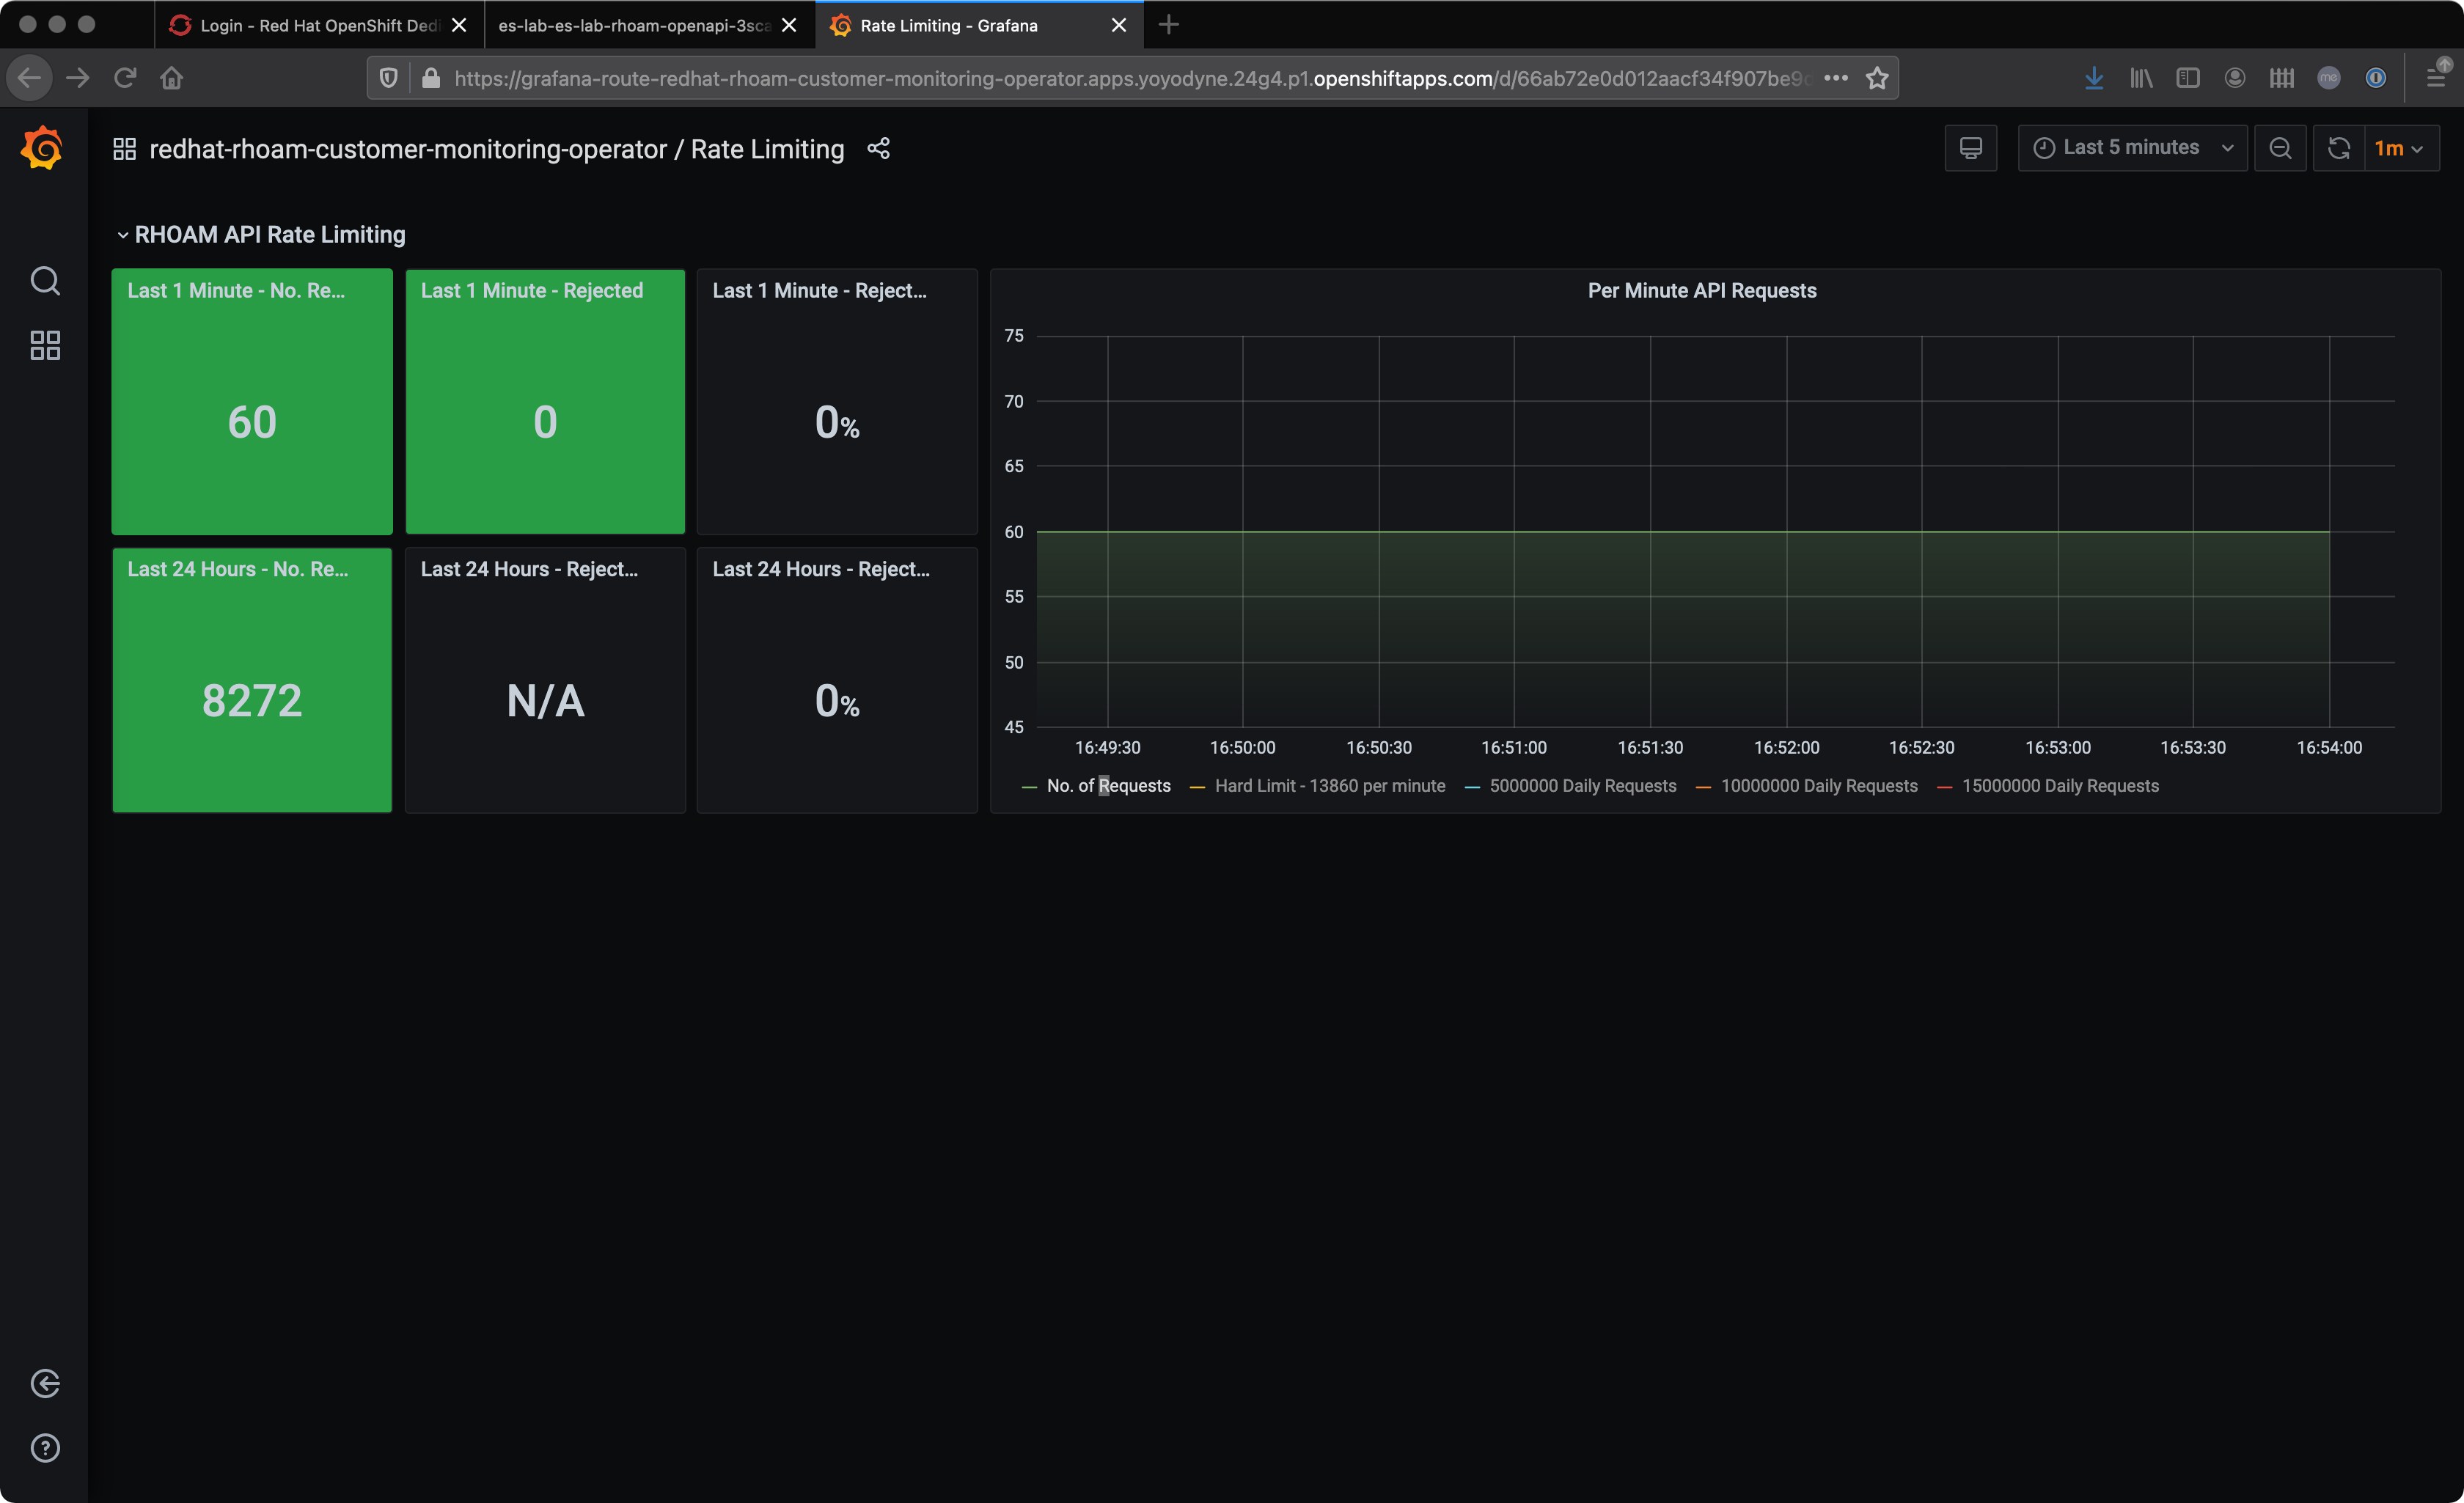 Login - Red Hat OpenShift Dedi
es-lab-es-lab-rhoam-openapi-3sca
Rate Limiting - Grafana
https://grafana-route-redhat-rhoam-customer-monitoring-operator.apps.yoyodyne.24g4.p1.openshiftapps.com/d/66ab72e0d012aacf34f907be9
me
redhat-rhoam-customer-monitoring-operator / Rate Limiting
Last 5 minutes
1m
RHOAM API Rate Limiting
Last 1 Minute - No. Re...
60
Last 1 Minute - Rejected
0
Last 1 Minute - Reject...
0%
Last 24 Hours - No. Re...
8272
Last 24 Hours - Reject...
N/A
Last 24 Hours - Reject...
0%
Per Minute API Requests
75
70
65
60
55
50
45
16:49:30 16:50:00 16:50:30 16:51:00 16:51:30 16:52:00 16:52:30 16:53:00 16:53:30 16:54:00
No. of Requests Hard Limit - 13860 per minute 5000000 Daily Requests 10000000 Daily Requests 15000000 Daily Requests